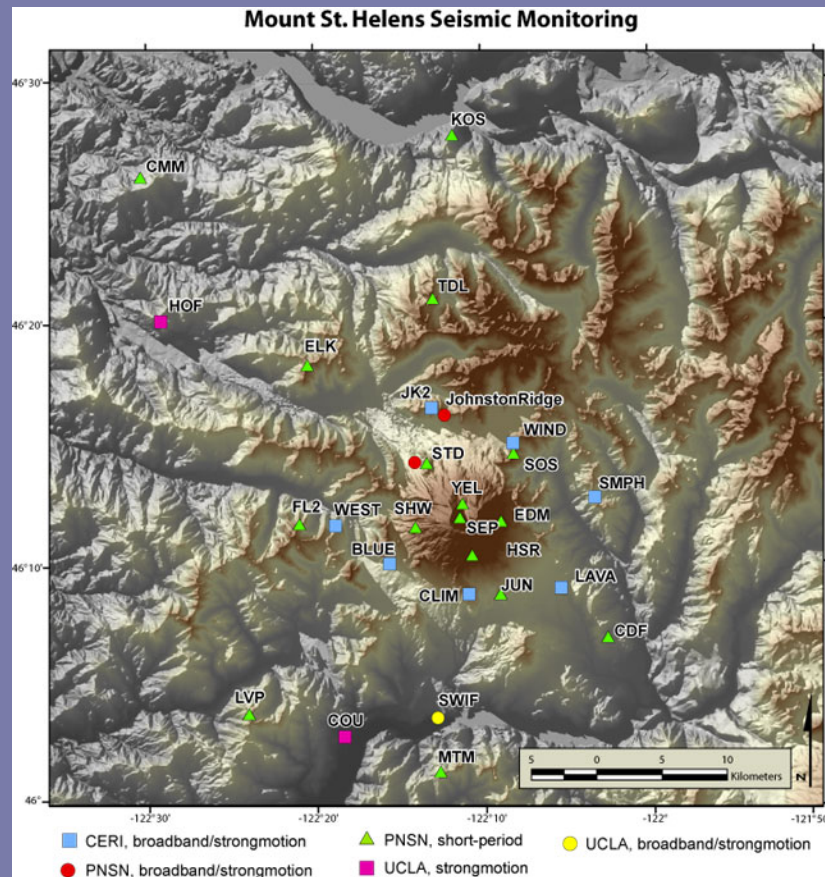 Mount St. Helens Seismic Monitoring
46°30'
KOS
CMM
TDL
HOF
46°20'
ELK
JK2
JohnstonRidge
WIND
STD
SOS
SMPH
YEL
FL2
WEST
SHW
EDM
SEP
BLUE
HSR
46°10'
LAVA
CLIM
JUN
CDF
LVP
SWIF
COU
MTM
5 0 5 10
Kilometers
N
46°
-122°30' -122°20' -122°10' -122° -121°50'
CERI, broadband/strongmotion
PNSN, short-period
UCLA, broadband/strongmotion
PNSN, broadband/strongmotion
UCLA, strongmotion